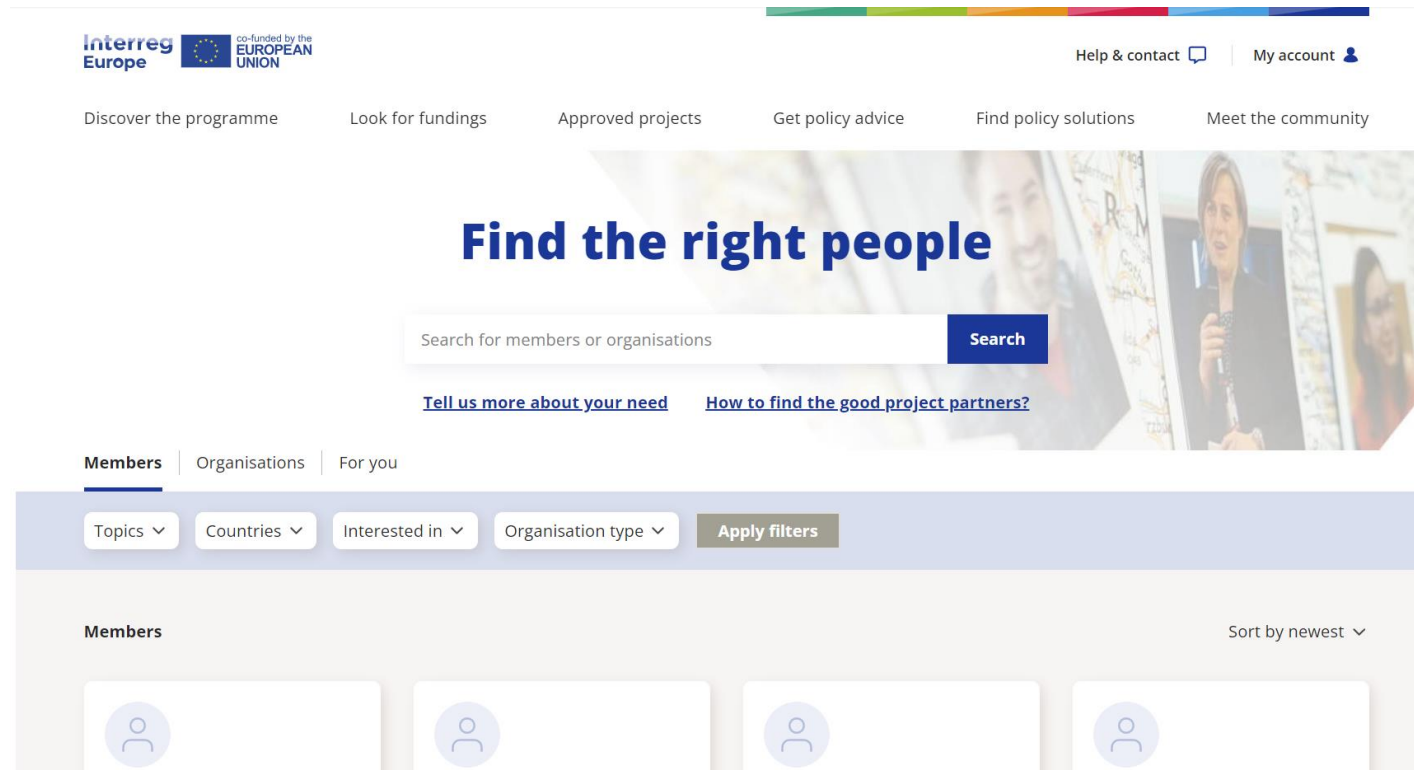 Interreg
Europe
co-funded by the
EUROPEAN
UNION
Help & contact
My account
Discover the programme
Look for fundings
Approved projects
Get policy advice
Find policy solutions
Meet the community
Find the right people
Search for members or organisations
Search
Tell us more about your need
How to find the good project partners?
Members
Organisations
For you
Topics
Countries
Interested in
Organisation type
Apply filters
Members
Sort by newest